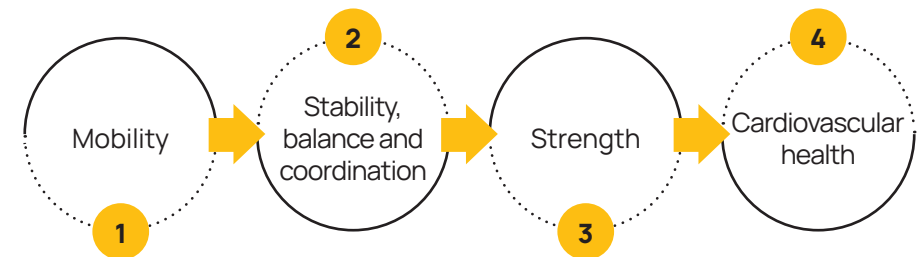 1
Mobility
2
Stability,
balance and
coordination
3
Strength
4
Cardiovascular
health